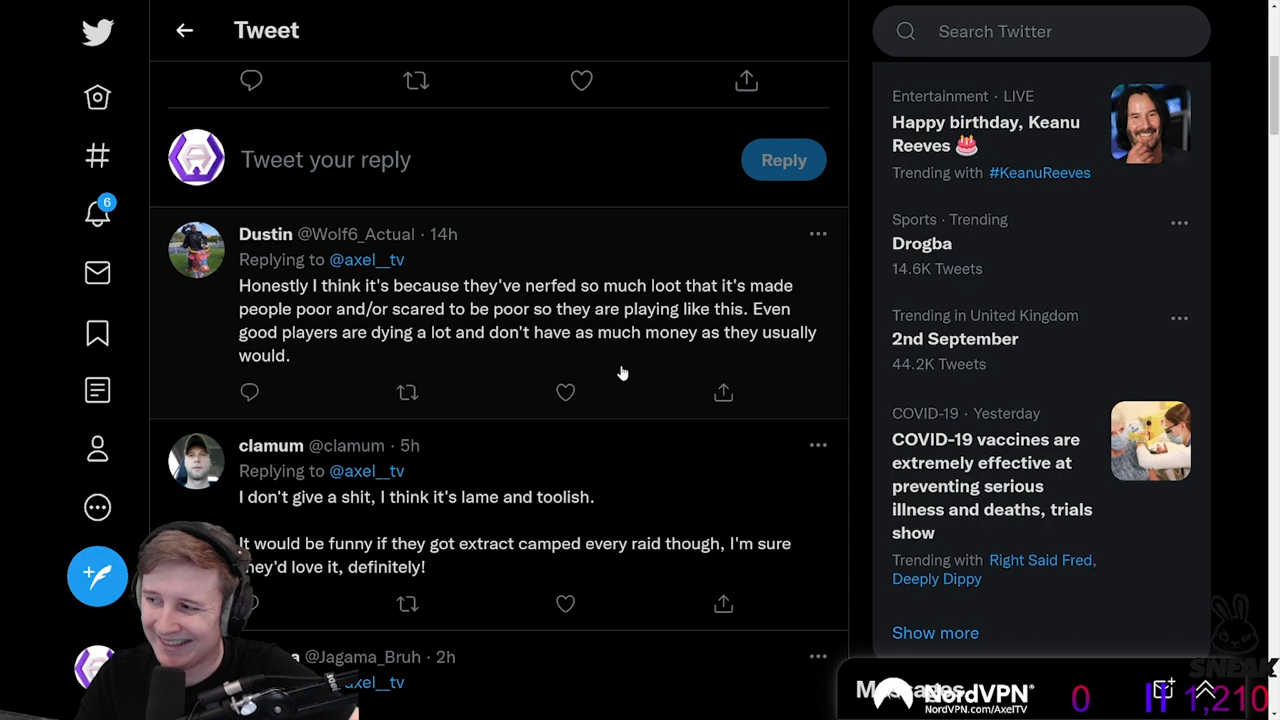 Tweet
Search Twitter
Tweet your reply
Reply
Dustin @Wolf6_Actual · 14h
Replying to @axel__tv
Honestly I think it's because they've nerfed so much loot that it's made
people poor and/or scared to be poor so they are playing like this. Even
good players are dying a lot and don't have as much money as they usually
would.
clamum @clamum · 5h
Replying to @axel__tv
I don't give a shit, I think it's lame and toolish.
It would be funny if they got extract camped every raid though, I'm sure
they'd love it, definitely!
@Jagama_Bruh · 2h
axel__tv
6
Entertainment · LIVE
Happy birthday, Keanu
Reeves 🎂
Trending with #KeanuReeves
Sports · Trending
Drogba
14.6K Tweets
Trending in United Kingdom
2nd September
44.2K Tweets
COVID-19 · Yesterday
COVID-19 vaccines are
extremely effective at
preventing serious
illness and deaths, trials
show
Trending with Right Said Fred,
Deeply Dippy
Show more
SNEAK
NordVPN®
NordVPN.com/AxelTV
0
1,210